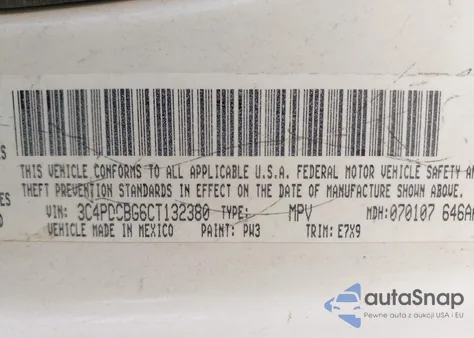 THIS VEHICLE CONFORMS TO ALL APPLICABLE U.S.A. FEDERAL MOTOR VEHICLE SAFETY AN
THEFT PREVENTION STANDARDS IN EFFECT ON THE DATE OF MANUFACTURE SHOWN ABOVE.
VIN: 3C4PDCBG6CT132380 TYPE: MPV MDH: 070107 646A
VEHICLE MADE IN MEXICO PAINT: PW3 TRIM: E7X9
autoSnap
Pewne auta z aukcji USA i EU